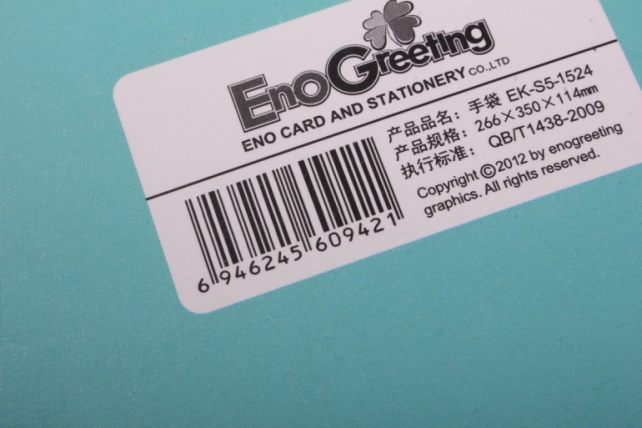 EnoGreeting
ENO CARD AND STATIONERY CO.,LTD
产品品名：手袋 EK-S5-1524
产品规格：266×350×114mm
执行标准： QB/T1438-2009
Copyright ©2012 by enogreeting
graphics. All rights reserved.
6 946245 609421